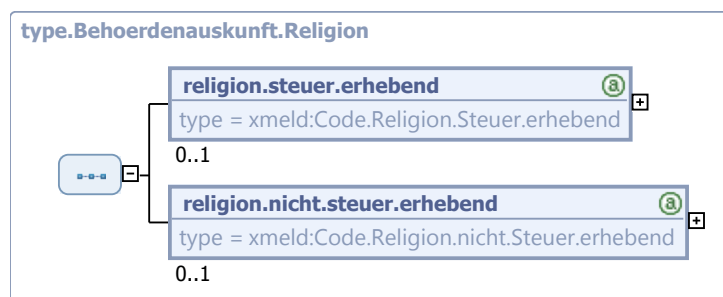 type.Behoerdenauskunft.Religion
religion.steuer.erhebend
type = xmeld:Code.Religion.Steuer.erhebend
0..1
religion.nicht.steuer.erhebend
type = xmeld:Code.Religion.nicht.Steuer.erhebend
0..1